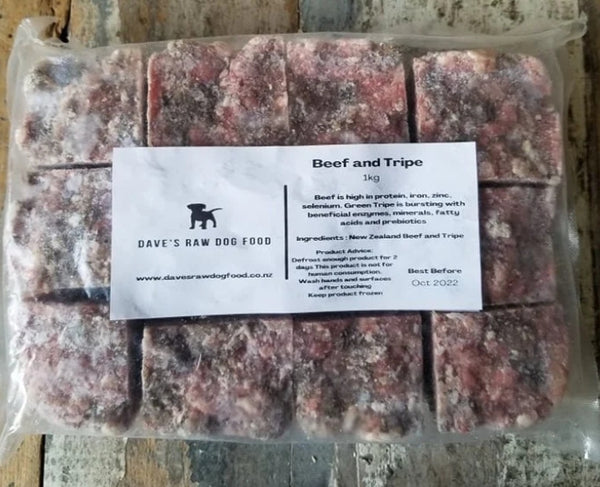 DAVE'S RAW DOG FOOD
www.davesrawdogfood.co.nz
Beef and Tripe
1kg
Beef is high in protein, iron, zinc,
selenium. Green Tripe is bursting with
beneficial enzymes, minerals, fatty
acids and prebiotics
Ingredients : New Zealand Beef and Tripe
Product Advice:
Defrost enough product for 2
days This product is not for
human consumption.
Wash hands and surfaces
after touching
Keep product frozen
Best Before
Oct 2022